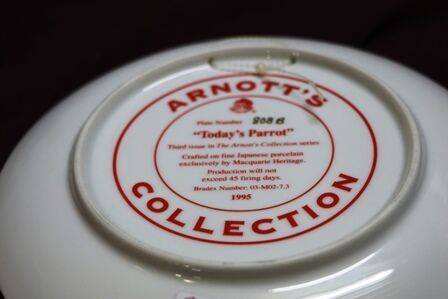 ARNOTT'S
Plate Number 808 B
"Today's Parrot"
Third issue in The Arnott's Collection series
Crafted on fine Japanese porcelain
exclusively by Macquarie Heritage.
Production will not
exceed 45 firing days.
Bradex Number: 03-M02-7.3
1995
COLLECTION